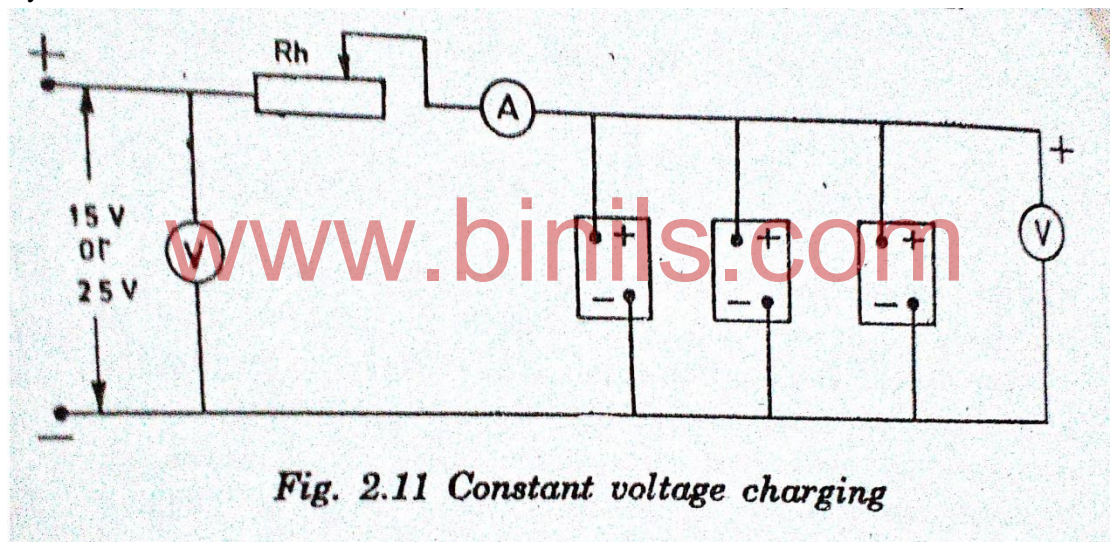 +
Rh
A
+
15 V
or
25 V
V
+
+
+
V
www.binils.com
−
−
−
−
Fig. 2.11 Constant voltage charging